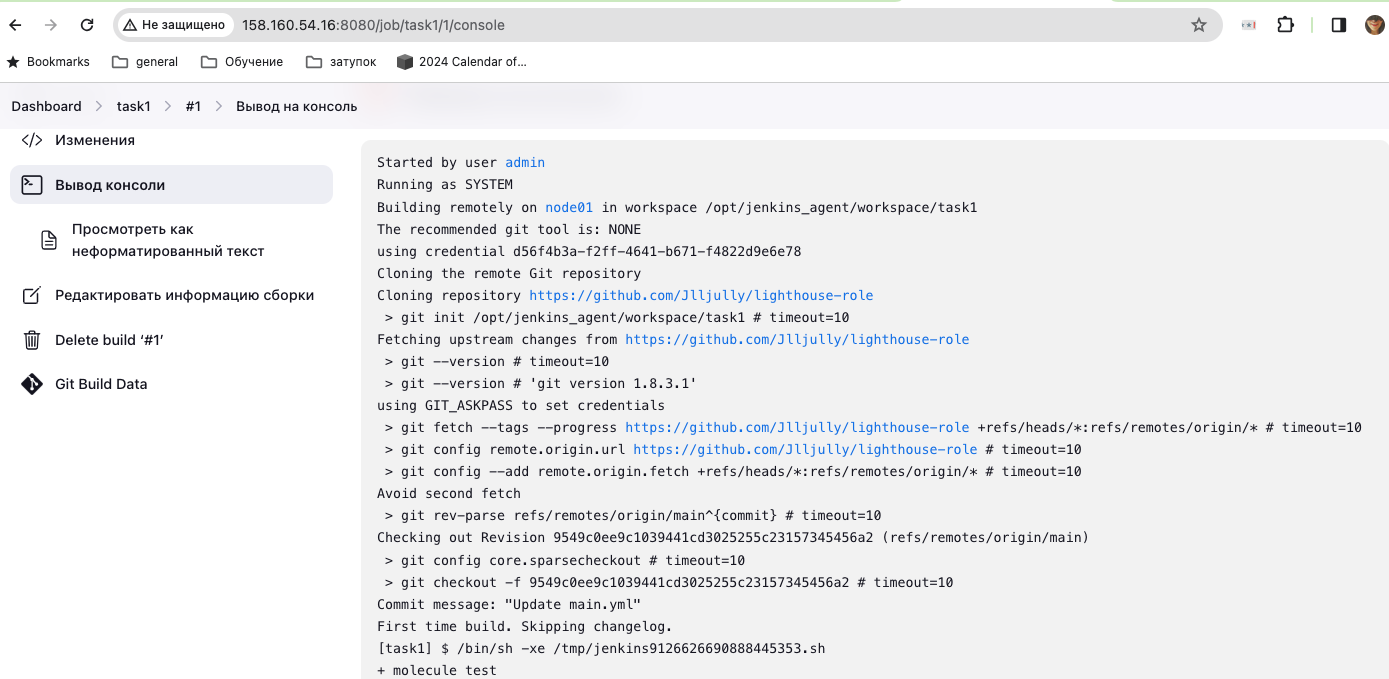 Не защищено 158.160.54.16:8080/job/task1/1/console
Bookmarks general Обучение затупок 2024 Calendar of...
Dashboard task1 #1 Вывод на консоль
Изменения
Вывод консоли
Просмотреть как
неформатированный текст
Редактировать информацию сборки
Delete build ‘#1’
Git Build Data
Started by user admin
Running as SYSTEM
Building remotely on node01 in workspace /opt/jenkins_agent/workspace/task1
The recommended git tool is: NONE
using credential d56f4b3a-f2ff-4641-b671-f4822d9e6e78
Cloning the remote Git repository
Cloning repository https://github.com/Jlljully/lighthouse-role
> git init /opt/jenkins_agent/workspace/task1 # timeout=10
Fetching upstream changes from https://github.com/Jlljully/lighthouse-role
> git --version # timeout=10
> git --version # 'git version 1.8.3.1'
using GIT_ASKPASS to set credentials
> git fetch --tags --progress https://github.com/Jlljully/lighthouse-role +refs/heads/*:refs/remotes/origin/* # timeout=10
> git config remote.origin.url https://github.com/Jlljully/lighthouse-role # timeout=10
> git config --add remote.origin.fetch +refs/heads/*:refs/remotes/origin/* # timeout=10
Avoid second fetch
> git rev-parse refs/remotes/origin/main^{commit} # timeout=10
Checking out Revision 9549c0ee9c1039441cd3025255c23157345456a2 (refs/remotes/origin/main)
> git config core.sparsecheckout # timeout=10
> git checkout -f 9549c0ee9c1039441cd3025255c23157345456a2 # timeout=10
Commit message: "Update main.yml"
First time build. Skipping changelog.
[task1] $ /bin/sh -xe /tmp/jenkins9126626690888445353.sh
+ molecule test